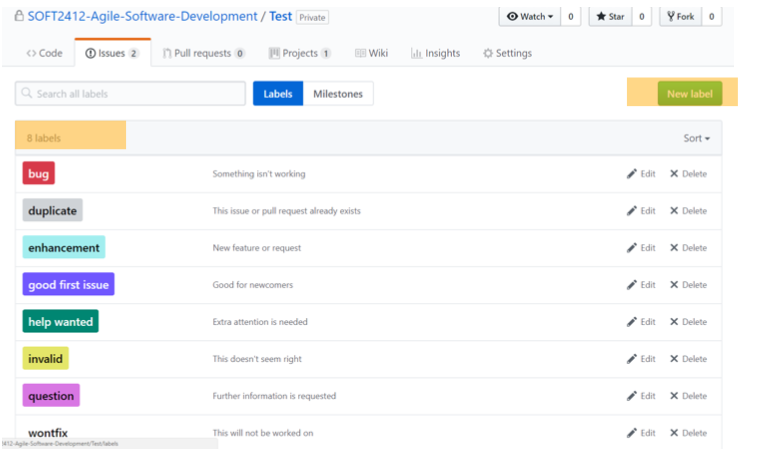 SOFT2412-Agile-Software-Development / Test Private Watch 0 Star 0 Fork 0
Code Issues 2 Pull requests 0 Projects 1 Wiki Insights Settings
Search all labels Labels Milestones New label
8 labels Sort
bug Something isn't working Edit Delete
duplicate This issue or pull request already exists Edit Delete
enhancement New feature or request Edit Delete
good first issue Good for newcomers Edit Delete
help wanted Extra attention is needed Edit Delete
invalid This doesn't seem right Edit Delete
question Further information is requested Edit Delete
wontfix This will not be worked on Edit Delete
2412-Agile-Software-Development/Test/labels